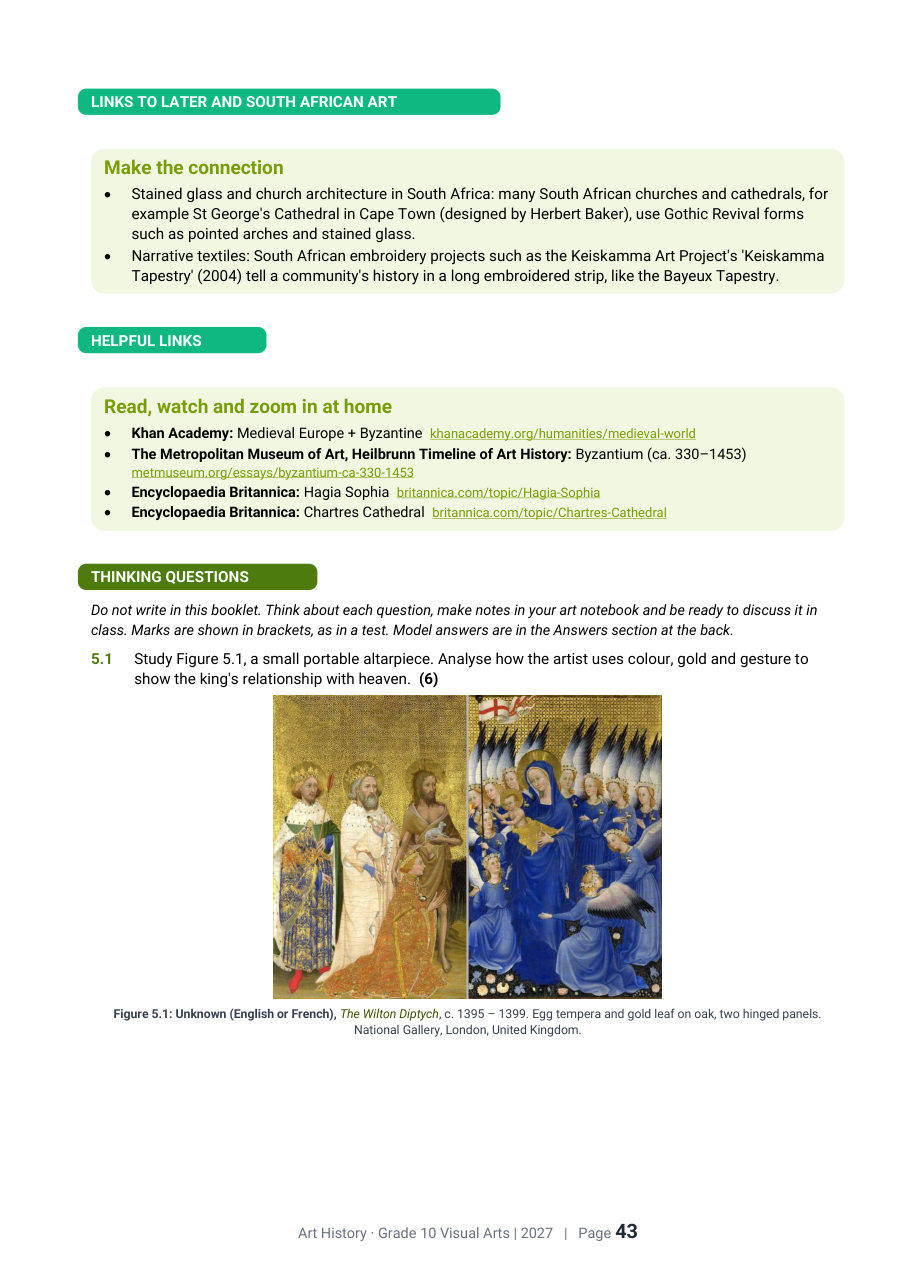 LINKS TO LATER AND SOUTH AFRICAN ART
Make the connection
• Stained glass and church architecture in South Africa: many South African churches and cathedrals, for
example St George's Cathedral in Cape Town (designed by Herbert Baker), use Gothic Revival forms
such as pointed arches and stained glass.
• Narrative textiles: South African embroidery projects such as the Keiskamma Art Project's 'Keiskamma
Tapestry' (2004) tell a community's history in a long embroidered strip, like the Bayeux Tapestry.
HELPFUL LINKS
Read, watch and zoom in at home
• Khan Academy: Medieval Europe + Byzantine khanacademy.org/humanities/medieval-world
• The Metropolitan Museum of Art, Heilbrunn Timeline of Art History: Byzantium (ca. 330–1453)
metmuseum.org/essays/byzantium-ca-330-1453
• Encyclopaedia Britannica: Hagia Sophia britannica.com/topic/Hagia-Sophia
• Encyclopaedia Britannica: Chartres Cathedral britannica.com/topic/Chartres-Cathedral
THINKING QUESTIONS
Do not write in this booklet. Think about each question, make notes in your art notebook and be ready to discuss it in
class. Marks are shown in brackets, as in a test. Model answers are in the Answers section at the back.
5.1 Study Figure 5.1, a small portable altarpiece. Analyse how the artist uses colour, gold and gesture to
show the king's relationship with heaven. (6)
Figure 5.1: Unknown (English or French), The Wilton Diptych, c. 1395 – 1399. Egg tempera and gold leaf on oak, two hinged panels.
National Gallery, London, United Kingdom.
Art History · Grade 10 Visual Arts | 2027 | Page 43